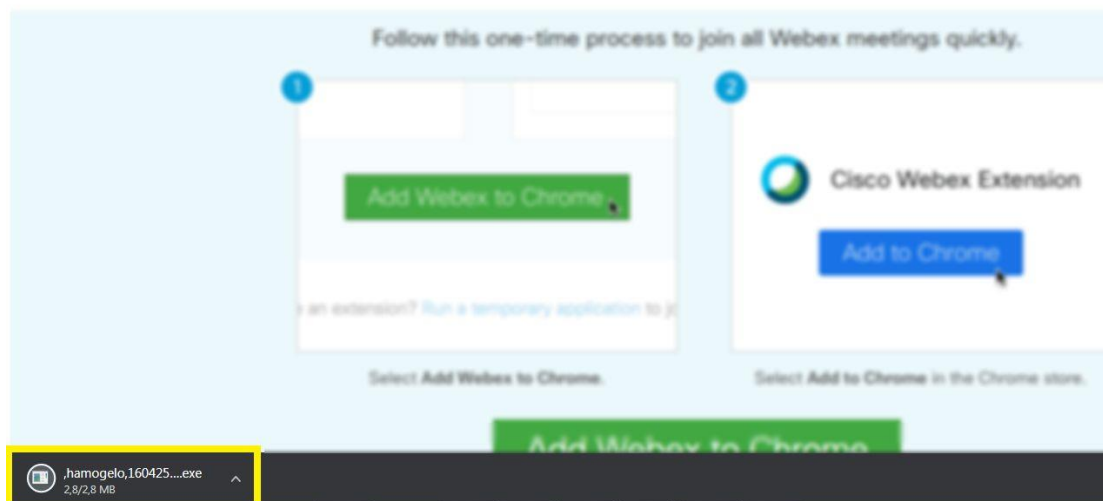 Follow this one-time process to join all Webex meetings quickly.
1
2
Add Webex to Chrome
Cisco Webex Extension
Add to Chrome
an extension? Run a temporary application to
Select Add Webex to Chrome.
Select Add to Chrome in the Chrome store.
Add Webex to Chrome
,hamogelo,160425....exe
2,8/2,8 MB